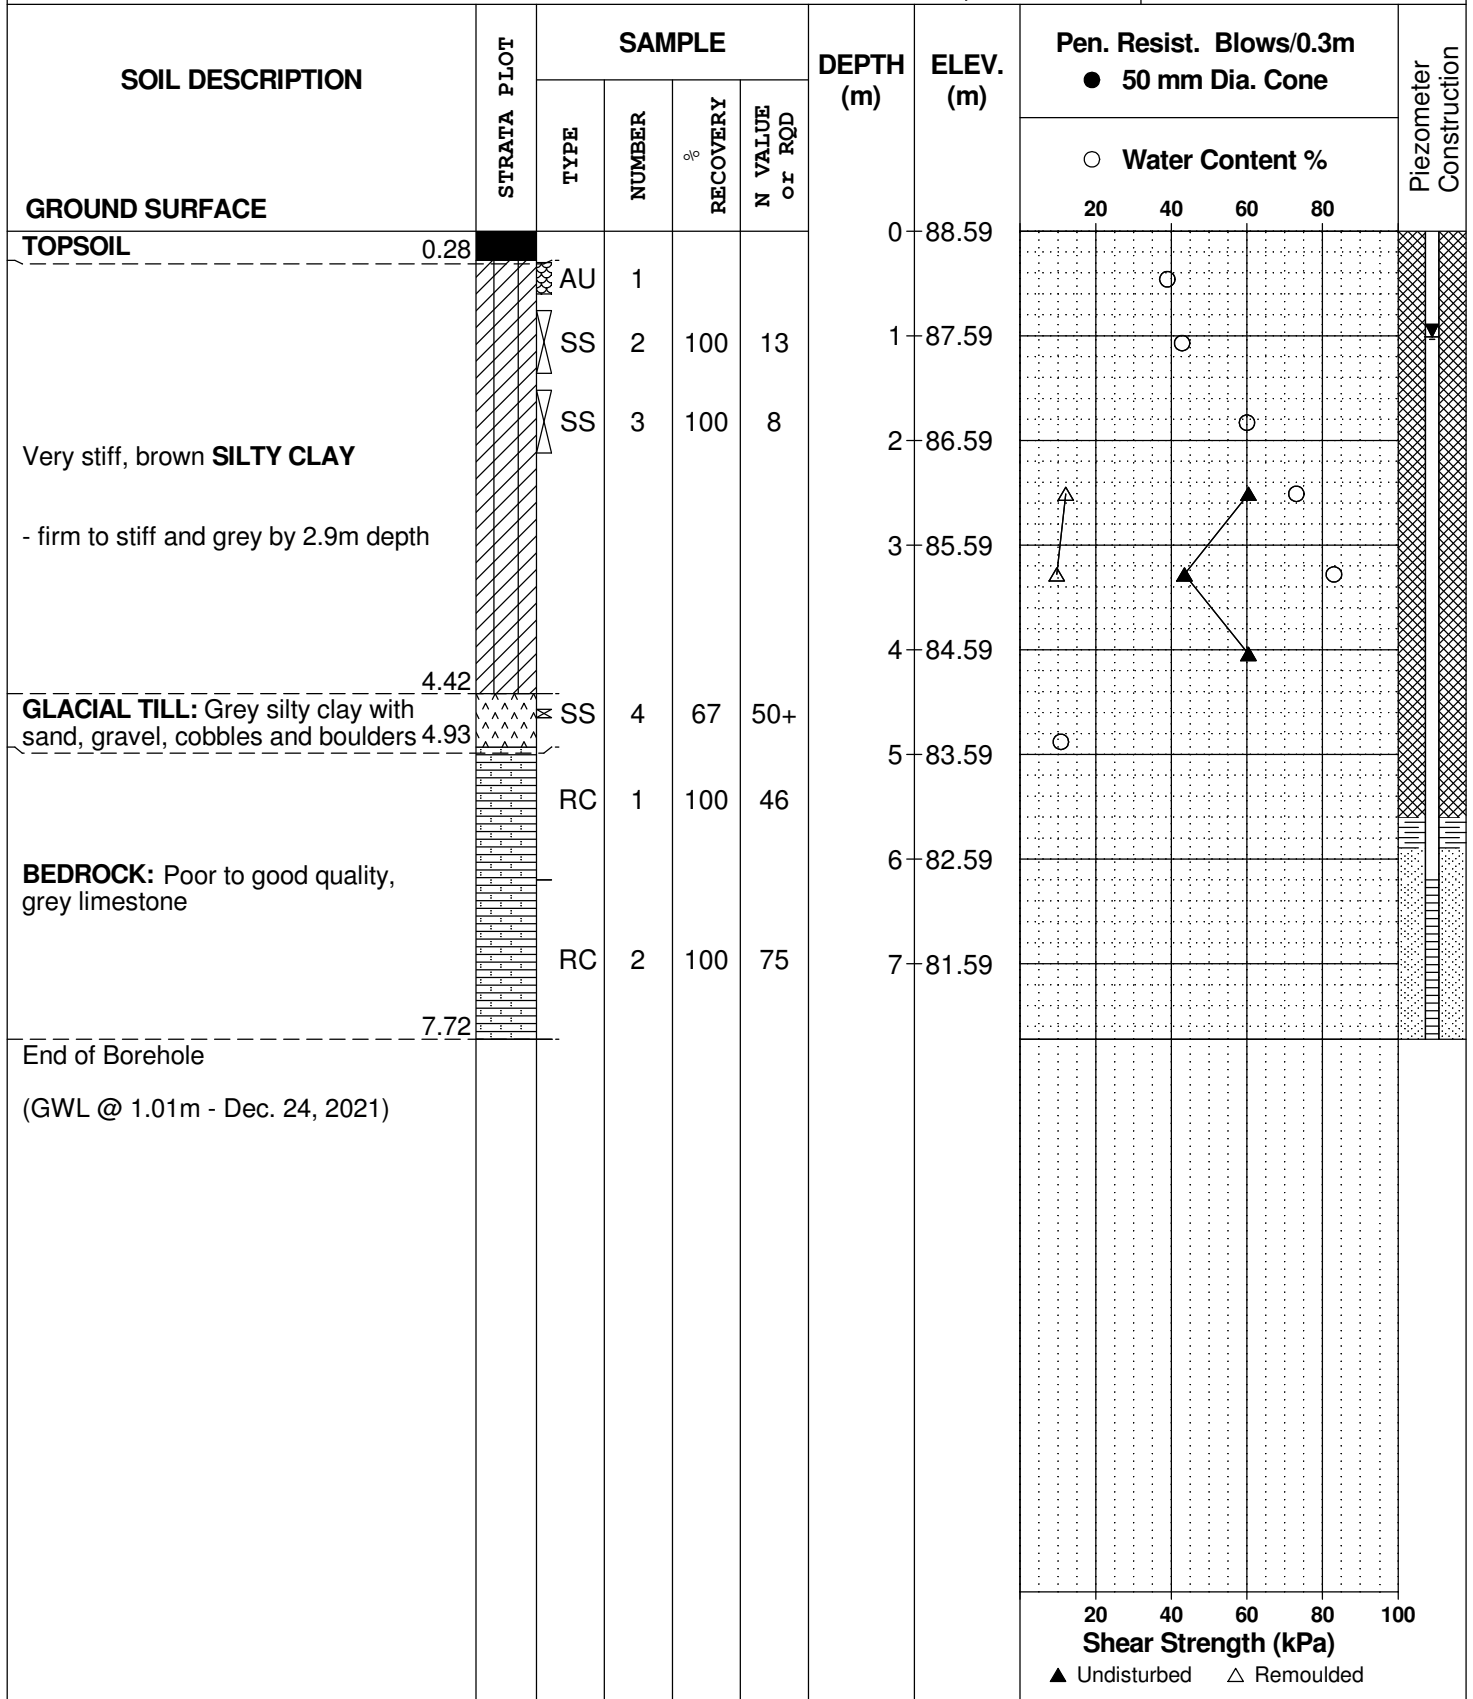 SOIL DESCRIPTION
GROUND SURFACE
STRATA PLOT
SAMPLE
TYPE
NUMBER
%
RECOVERY
N VALUE
or RQD
DEPTH
(m)
ELEV.
(m)
Pen. Resist. Blows/0.3m
● 50 mm Dia. Cone
○ Water Content %
20 40 60 80
Piezometer
Construction
0 88.59
TOPSOIL 0.28
AU 1
SS 2 100 13
1 87.59
SS 3 100 8
2 86.59
Very stiff, brown SILTY CLAY
- firm to stiff and grey by 2.9m depth
3 85.59
4 84.59
4.42
GLACIAL TILL: Grey silty clay with
sand, gravel, cobbles and boulders 4.93
SS 4 67 50+
5 83.59
RC 1 100 46
6 82.59
BEDROCK: Poor to good quality,
grey limestone
RC 2 100 75
7 81.59
7.72
End of Borehole
(GWL @ 1.01m - Dec. 24, 2021)
20 40 60 80 100
Shear Strength (kPa)
▲ Undisturbed △ Remoulded